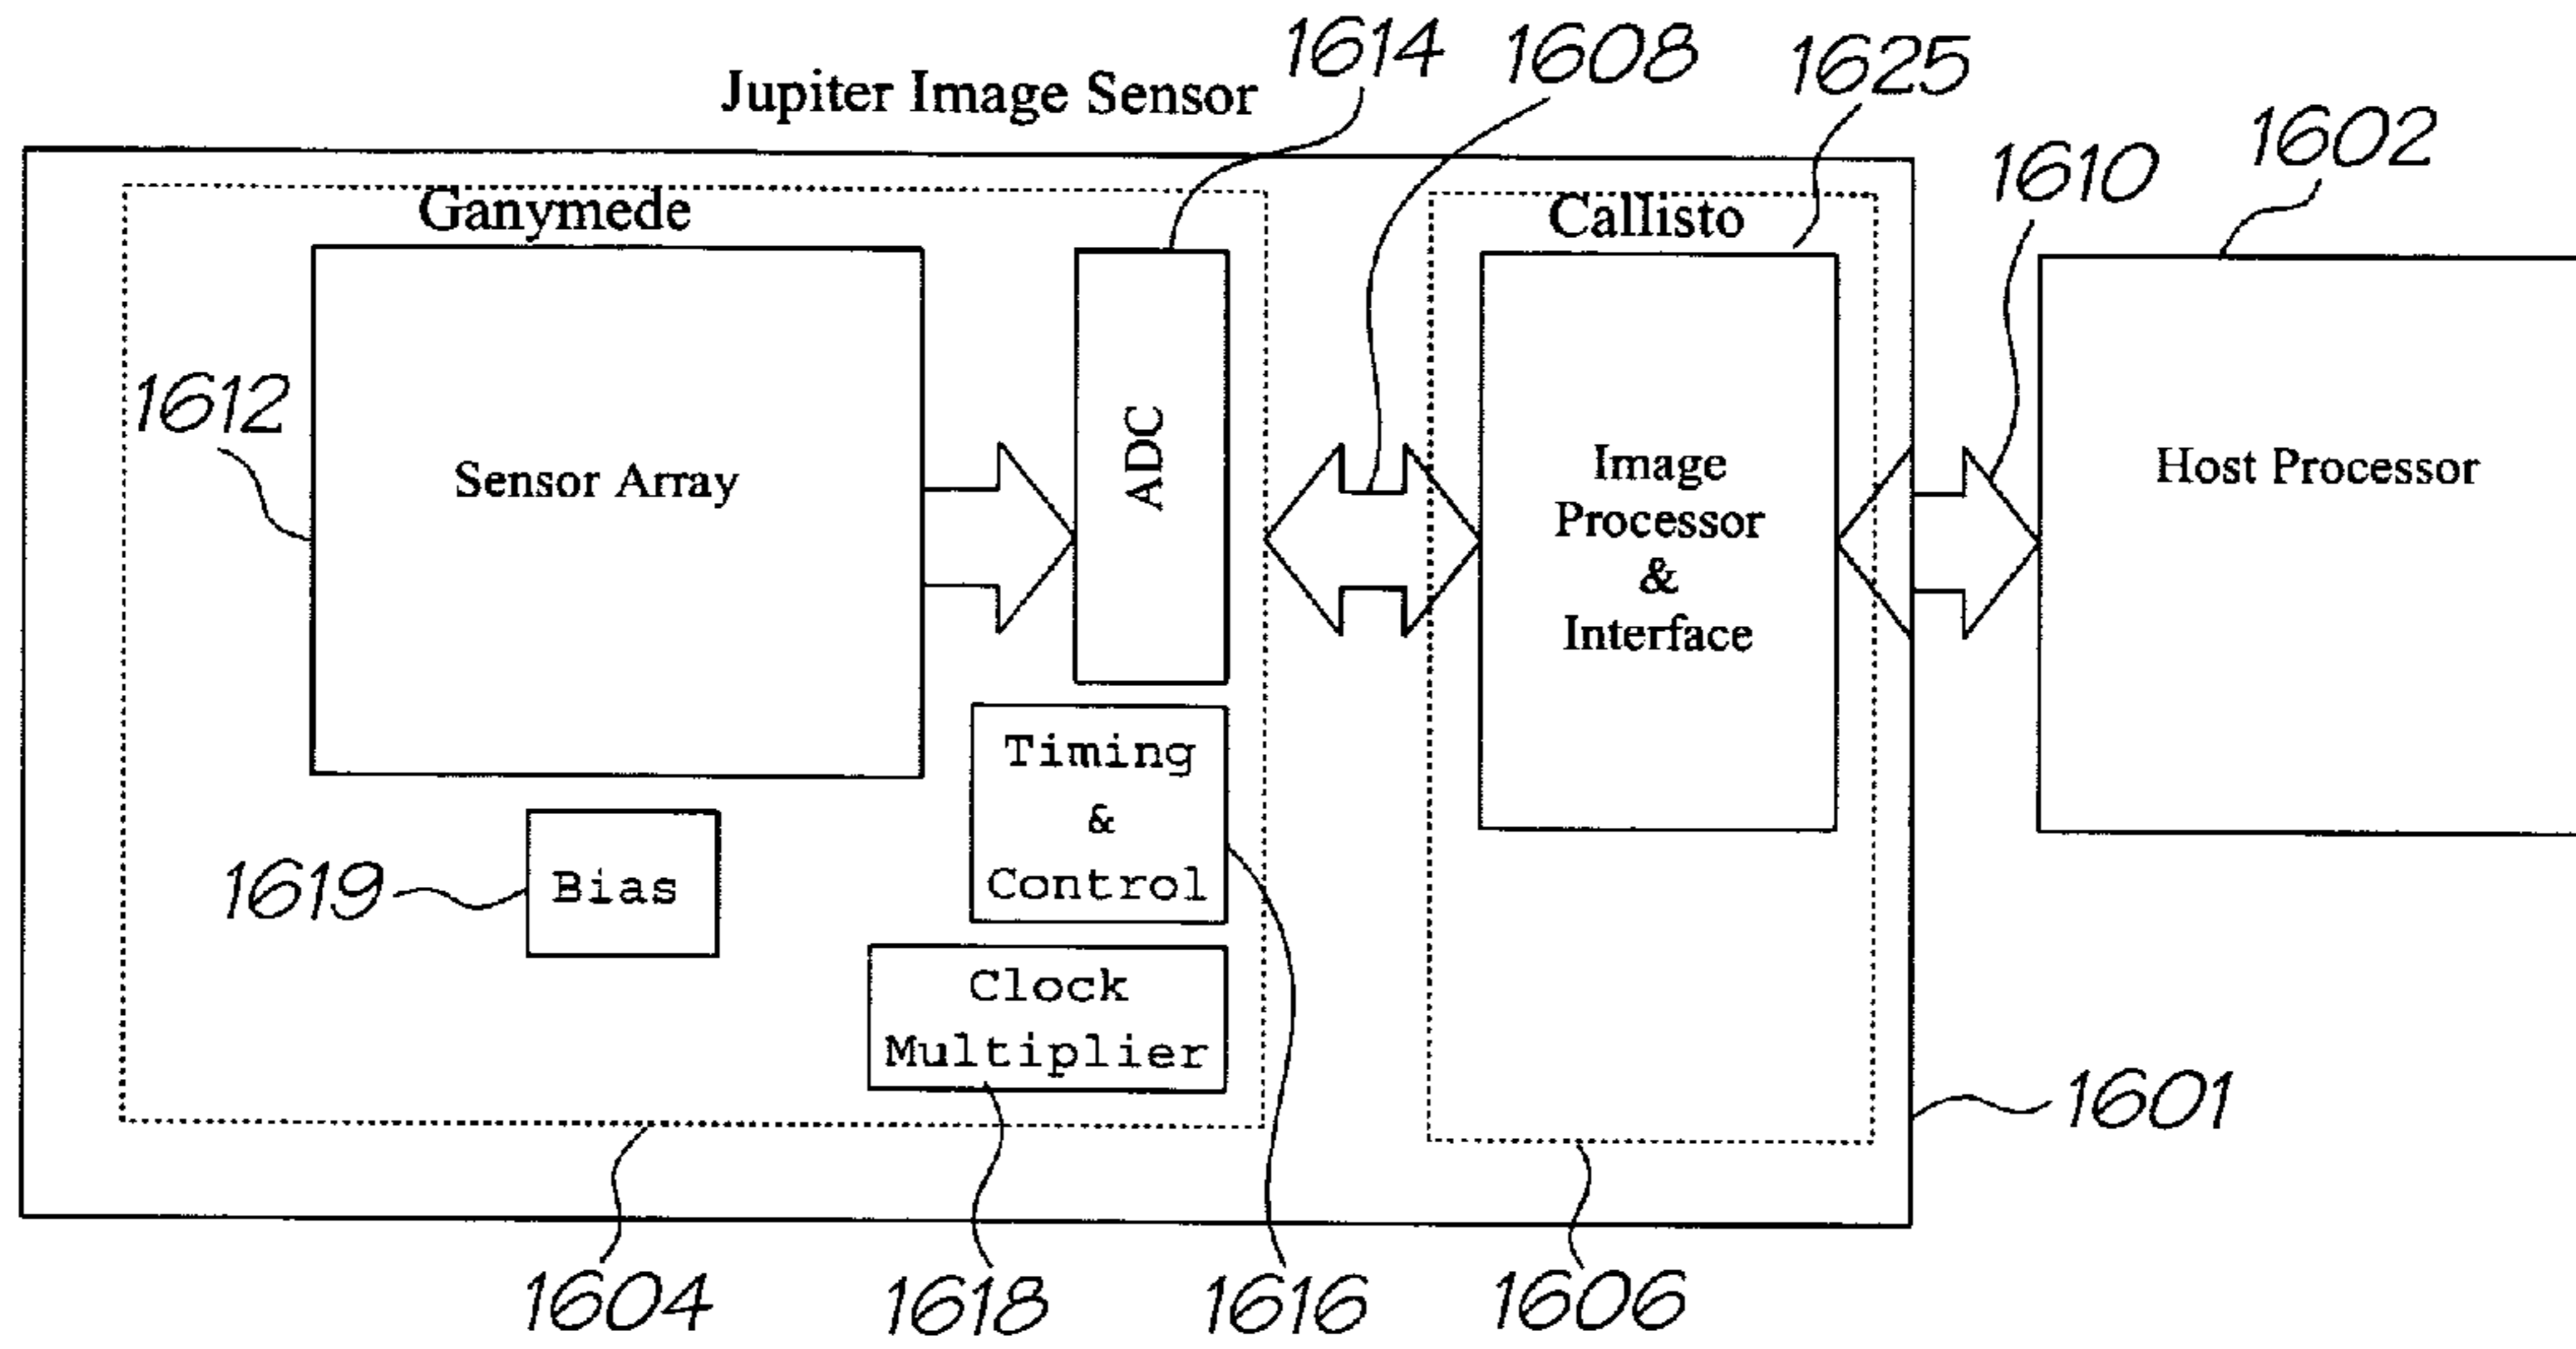 1614
1608
1625
Jupiter Image Sensor
1602
1610
Ganymede
Callisto
1612
Sensor Array
ADC
Image
Processor
&
Interface
Host Processor
Timing
&
Control
1619
Bias
Clock
Multiplier
1601
1604
1618
1616
1606